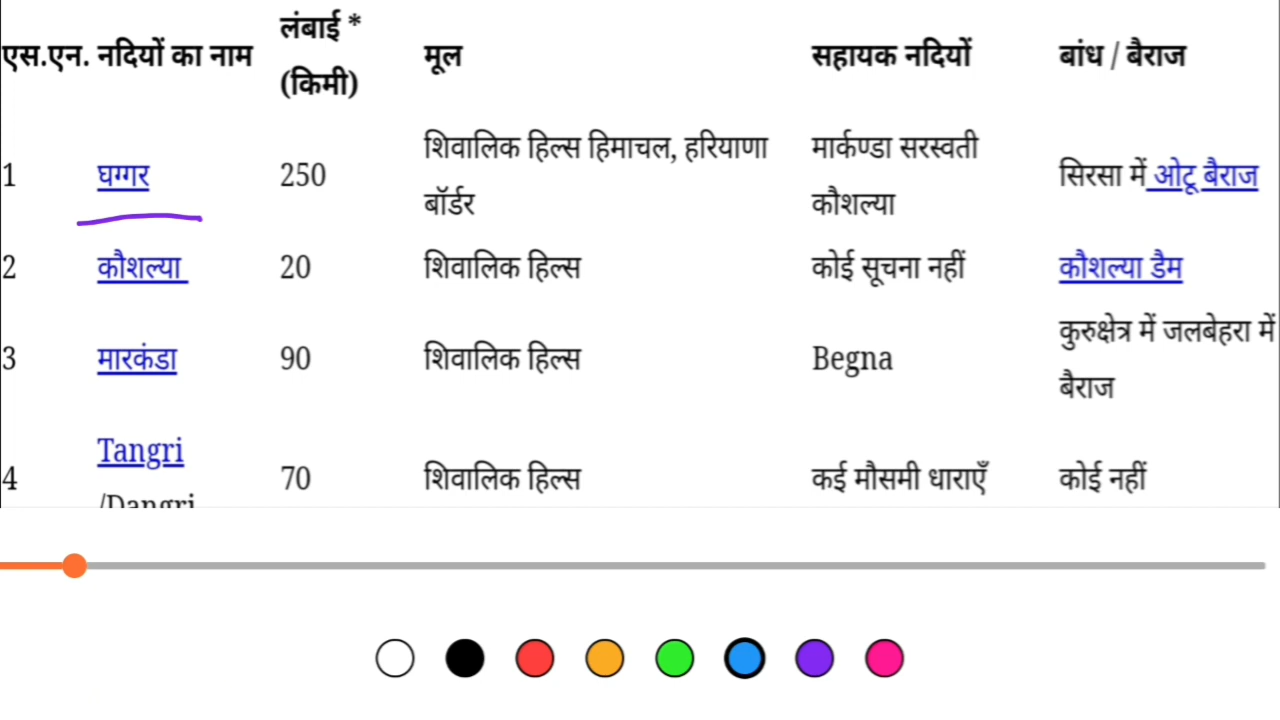 एस.एन. नदियों का नाम लंबाई * (किमी) मूल सहायक नदियों बांध / बैराज
1 घग्गर 250 शिवालिक हिल्स हिमाचल, हरियाणा बॉर्डर मार्कण्डा सरस्वती कौशल्या सिरसा में ओटू बैराज
2 कौशल्या 20 शिवालिक हिल्स कोई सूचना नहीं कौशल्या डैम
3 मारकंडा 90 शिवालिक हिल्स Begna कुरुक्षेत्र में जलबेहरा में बैराज
4 Tangri /Dangri 70 शिवालिक हिल्स कई मौसमी धाराएँ कोई नहीं